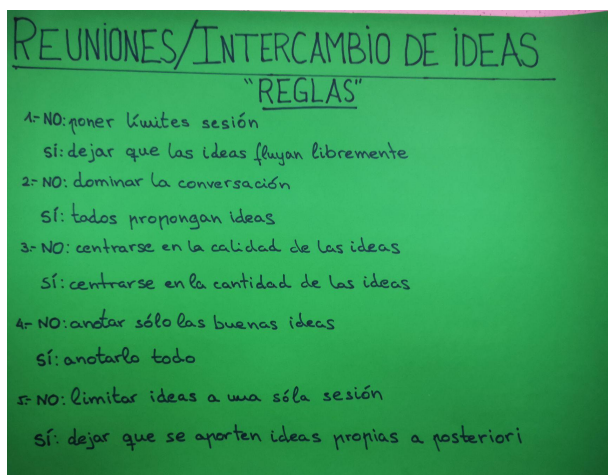 REUNIONES/INTERCAMBIO DE IDEAS
"REGLAS"
1.- NO: poner límites sesión
SÍ: dejar que las ideas fluyan libremente
2.- NO: dominar la conversación
SÍ: todos propongan ideas
3.- NO: centrarse en la calidad de las ideas
SÍ: centrarse en la cantidad de las ideas
4.- NO: anotar sólo las buenas ideas
SÍ: anotarlo todo
5.- NO: limitar ideas a una sóla sesión
SÍ: dejar que se aporten ideas propias a posteriori